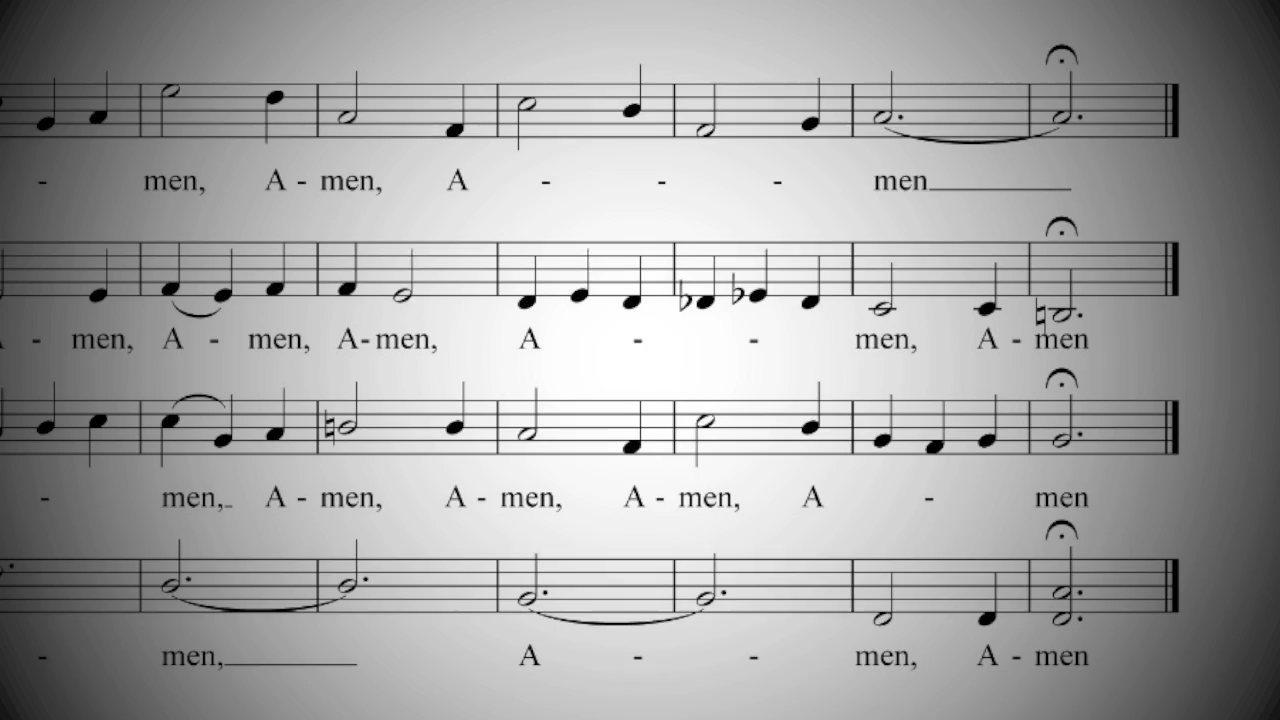 - men, A - men, A - - - men
- men, A - men, A- men, A - - men, A - men
- men, A - men, A - men, A - men, A - men
- men, A - - men, A - men